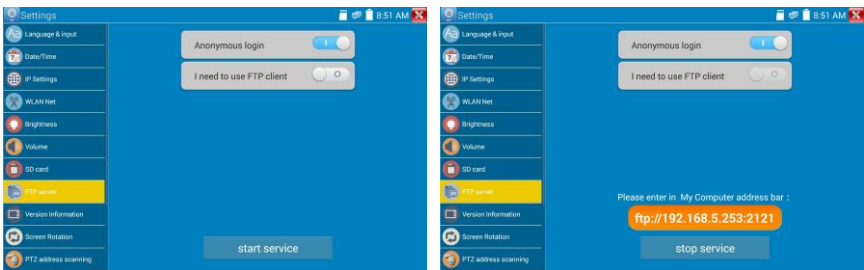 Settings
8:51 AM
Language & input
Date/Time
IP Settings
WLAN Net
Brightness
Volume
SD card
FTP server
Version Information
Screen Rotation
PTZ address scanning
Anonymous login
I need to use FTP client
start service
Settings
8:51 AM
Language & input
Date/Time
IP Settings
WLAN Net
Brightness
Volume
SD card
FTP server
Version Information
Screen Rotation
PTZ address scanning
Anonymous login
I need to use FTP client
Please enter in My Computer address bar :
ftp://192.168.5.253:2121
stop service